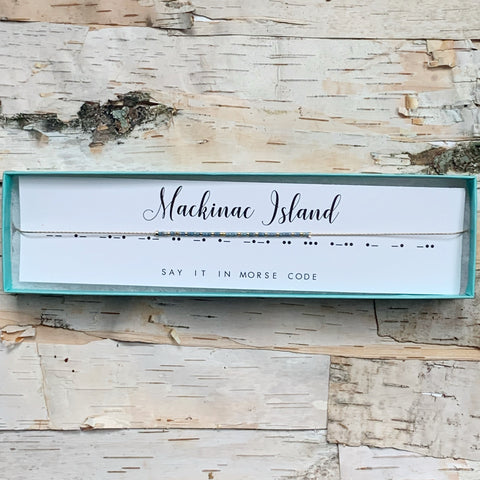 Mackinac Island
−− •− −•−• −•− •• −• •− −•−• •• ••• •−•• •− −• −••
SAY IT IN MORSE CODE